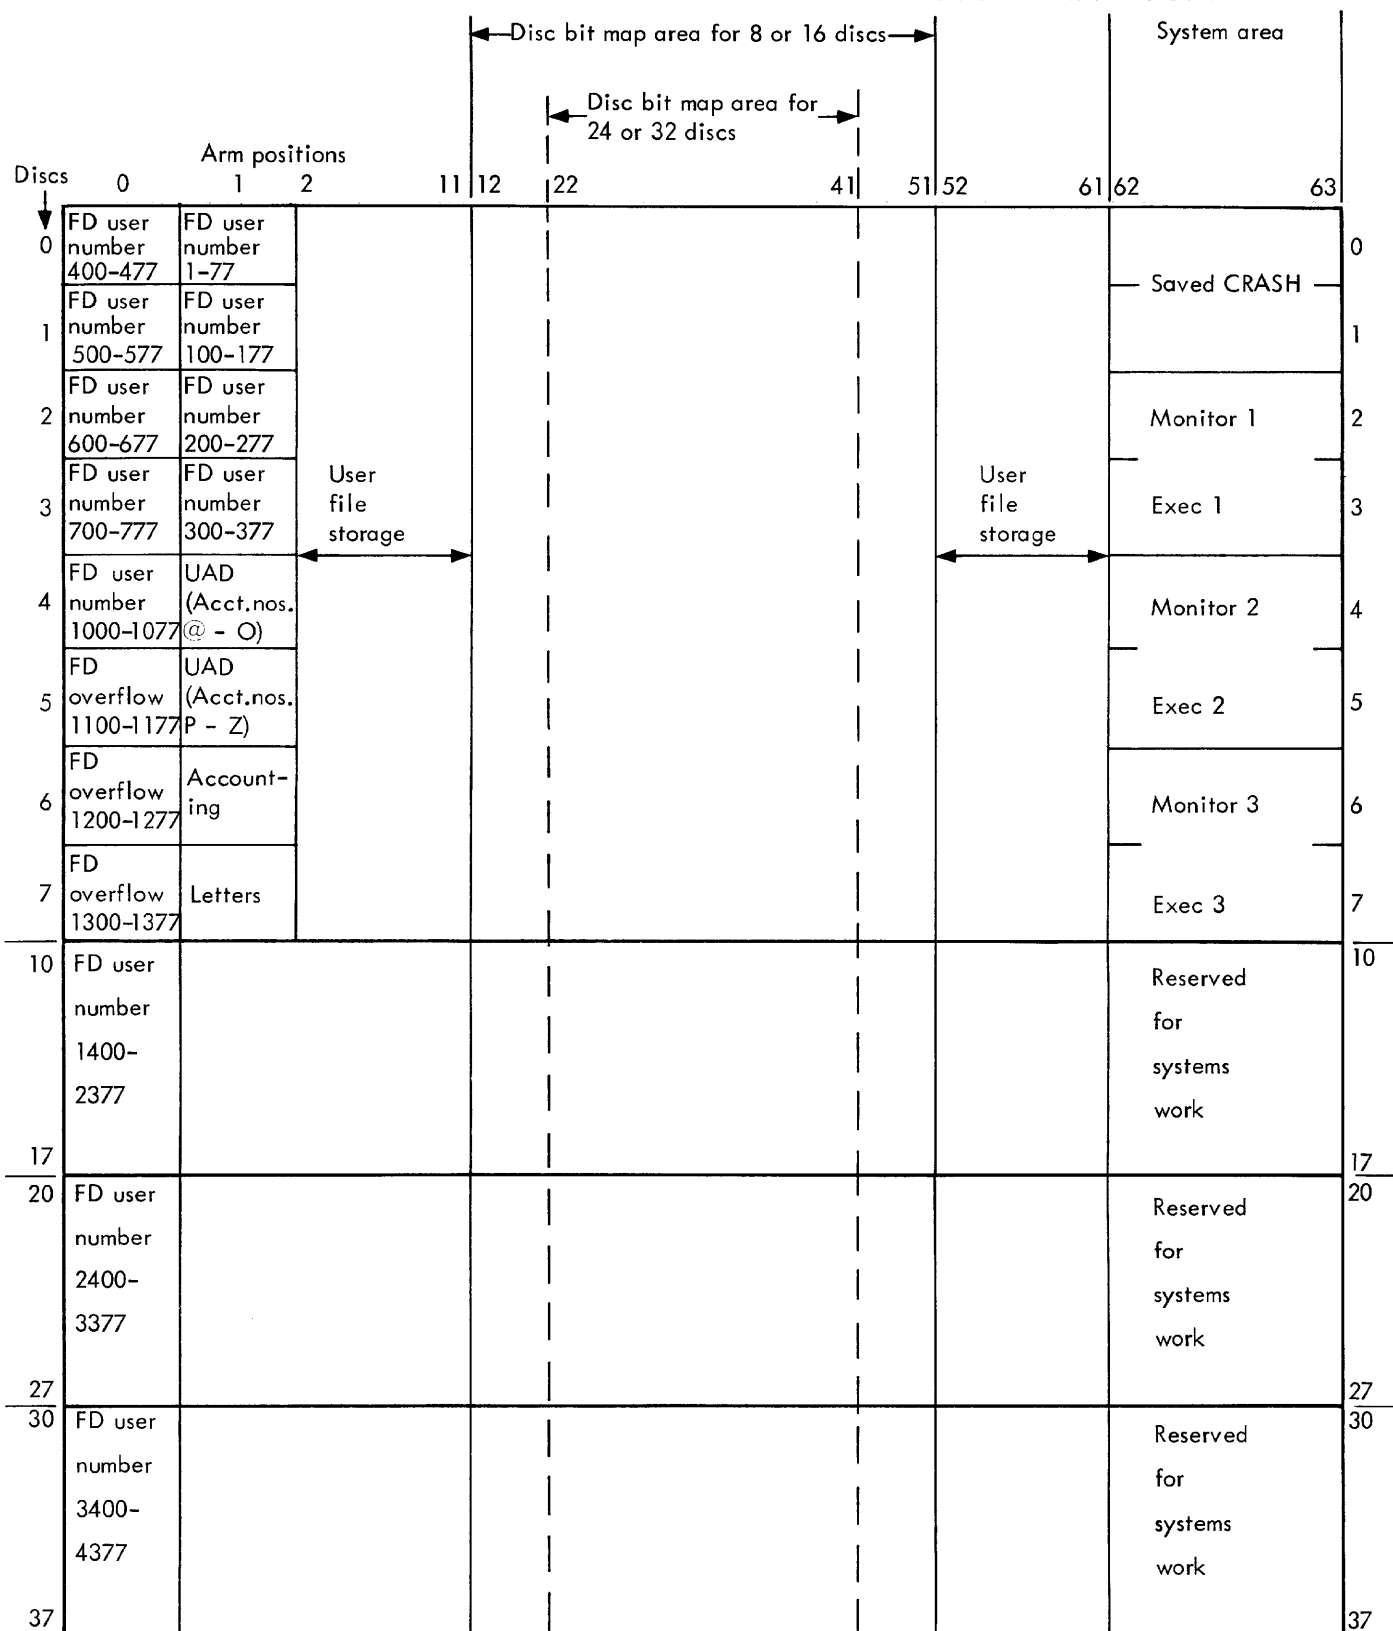 Disc bit map area for 8 or 16 discs
System area
Disc bit map area for
24 or 32 discs
Arm positions
Discs
0 1 2 11 12 22 41 51 52 61 62 63
0
FD user
number
400-477
FD user
number
1-77
Saved CRASH
0
1
FD user
number
500-577
FD user
number
100-177
1
2
FD user
number
600-677
FD user
number
200-277
Monitor 1
2
3
FD user
number
700-777
FD user
number
300-377
User
file
storage
User
file
storage
Exec 1
3
4
FD user
number
1000-1077
UAD
(Acct.nos.
@ - O)
Monitor 2
4
5
FD
overflow
1100-1177
UAD
(Acct.nos.
P - Z)
Exec 2
5
6
FD
overflow
1200-1277
Account-
ing
Monitor 3
6
7
FD
overflow
1300-1377
Letters
Exec 3
7
10
FD user
number
1400-
2377
Reserved
for
systems
work
10
17
17
20
FD user
number
2400-
3377
Reserved
for
systems
work
20
27
27
30
FD user
number
3400-
4377
Reserved
for
systems
work
30
37
37